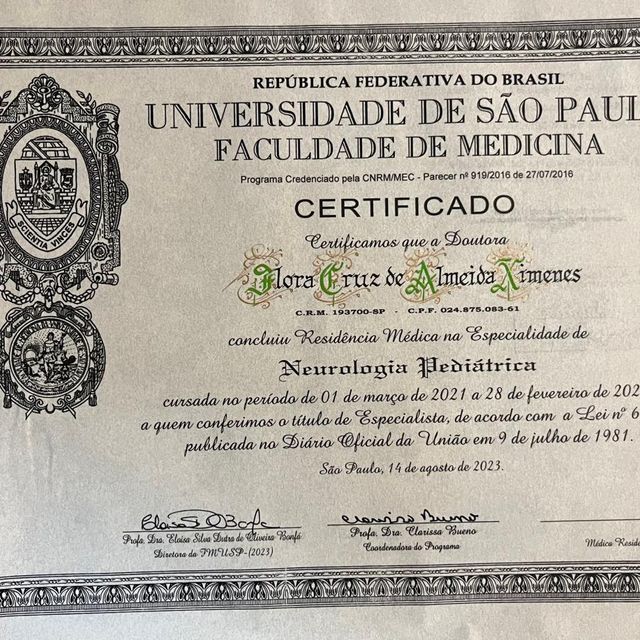 REPÚBLICA FEDERATIVA DO BRASIL
UNIVERSIDADE DE SÃO PAUL
FACULDADE DE MEDICINA
Programa Credenciado pela CNRM/MEC - Parecer nº 919/2016 de 27/07/2016
CERTIFICADO
Certificamos que a Doutora
Flora Cruz de Almeida Ximenes
C.R.M. 193700-SP - C.P.F. 024.875.083-61
concluiu Residência Médica na Especialidade de
Neurologia Pediátrica
cursada no período de 01 de março de 2021 a 28 de fevereiro de 202
a quem conferimos o título de Especialista, de acordo com a Lei nº 6
publicada no Diário Oficial da União em 9 de julho de 1981.
São Paulo, 14 de agosto de 2023.
Profa. Dra. Eloisa Silva Dutra de Oliveira Bonfá
Diretora da FMUSP-(2023)
Profa. Dra. Clarissa Bueno
Coordenadora do Programa
Médica Resid
SCIENTIA VINCES